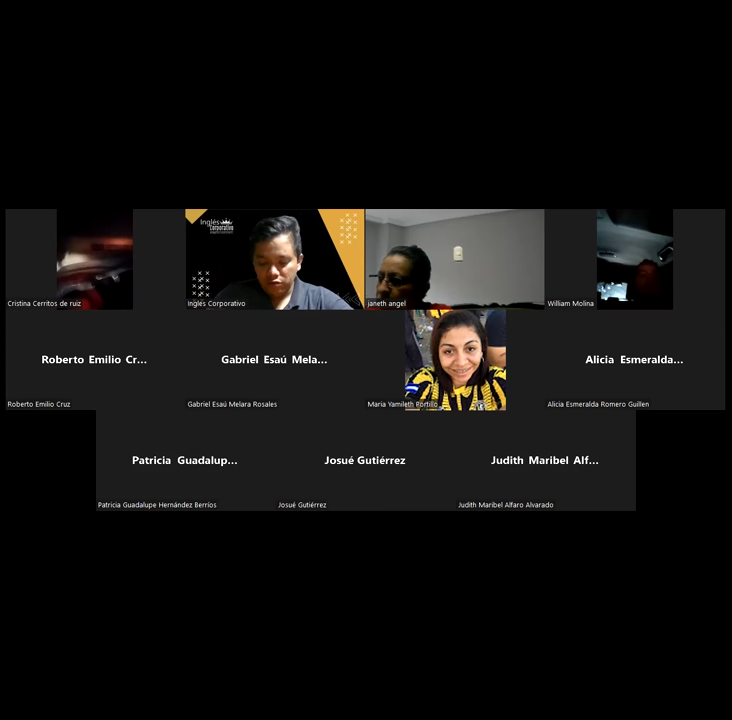 Inglés
Corporativo
Cristina Cerritos de ruiz
Inglés Corporativo
janeth angel
William Molina
Roberto Emilio Cr...
Gabriel Esaú Mela...
Alicia Esmeralda...
Roberto Emilio Cruz
Gabriel Esaú Melara Rosales
Maria Yamileth Portillo
Alicia Esmeralda Romero Guillen
Patricia Guadalup...
Josué Gutiérrez
Judith Maribel Alf...
Patricia Guadalupe Hernández Berríos
Josué Gutiérrez
Judith Maribel Alfaro Alvarado